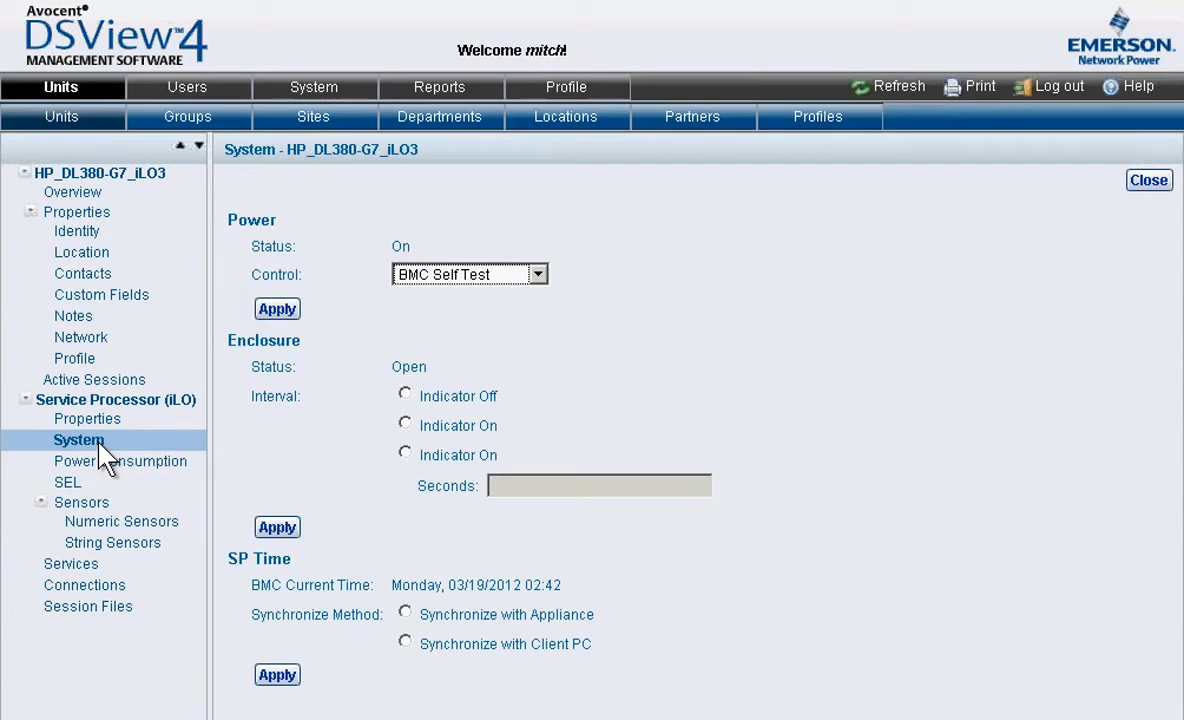 Avocent®
DSView™4
MANAGEMENT SOFTWARE
Welcome mitch!
EMERSON.
Network Power
Units Users System Reports Profile Refresh Print Log out Help
Units Groups Sites Departments Locations Partners Profiles
HP_DL380-G7_iLO3
Overview
Properties
Identity
Location
Contacts
Custom Fields
Notes
Network
Profile
Active Sessions
Service Processor (iLO)
Properties
System
Power onsumption
SEL
Sensors
Numeric Sensors
String Sensors
Services
Connections
Session Files
System - HP_DL380-G7_iLO3
Close
Power
Status: On
Control: BMC Self Test
Apply
Enclosure
Status: Open
Interval: Indicator Off
Indicator On
Indicator On
Seconds:
Apply
SP Time
BMC Current Time: Monday, 03/19/2012 02:42
Synchronize Method: Synchronize with Appliance
Synchronize with Client PC
Apply